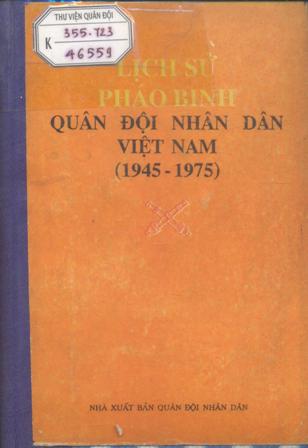 THƯ VIỆN QUÂN ĐỘI
K
355.723
46559
LỊCH SỬ
PHÁO BINH
QUÂN ĐỘI NHÂN DÂN
VIỆT NAM
(1945-1975)
NHÀ XUẤT BẢN QUÂN ĐỘI NHÂN DÂN